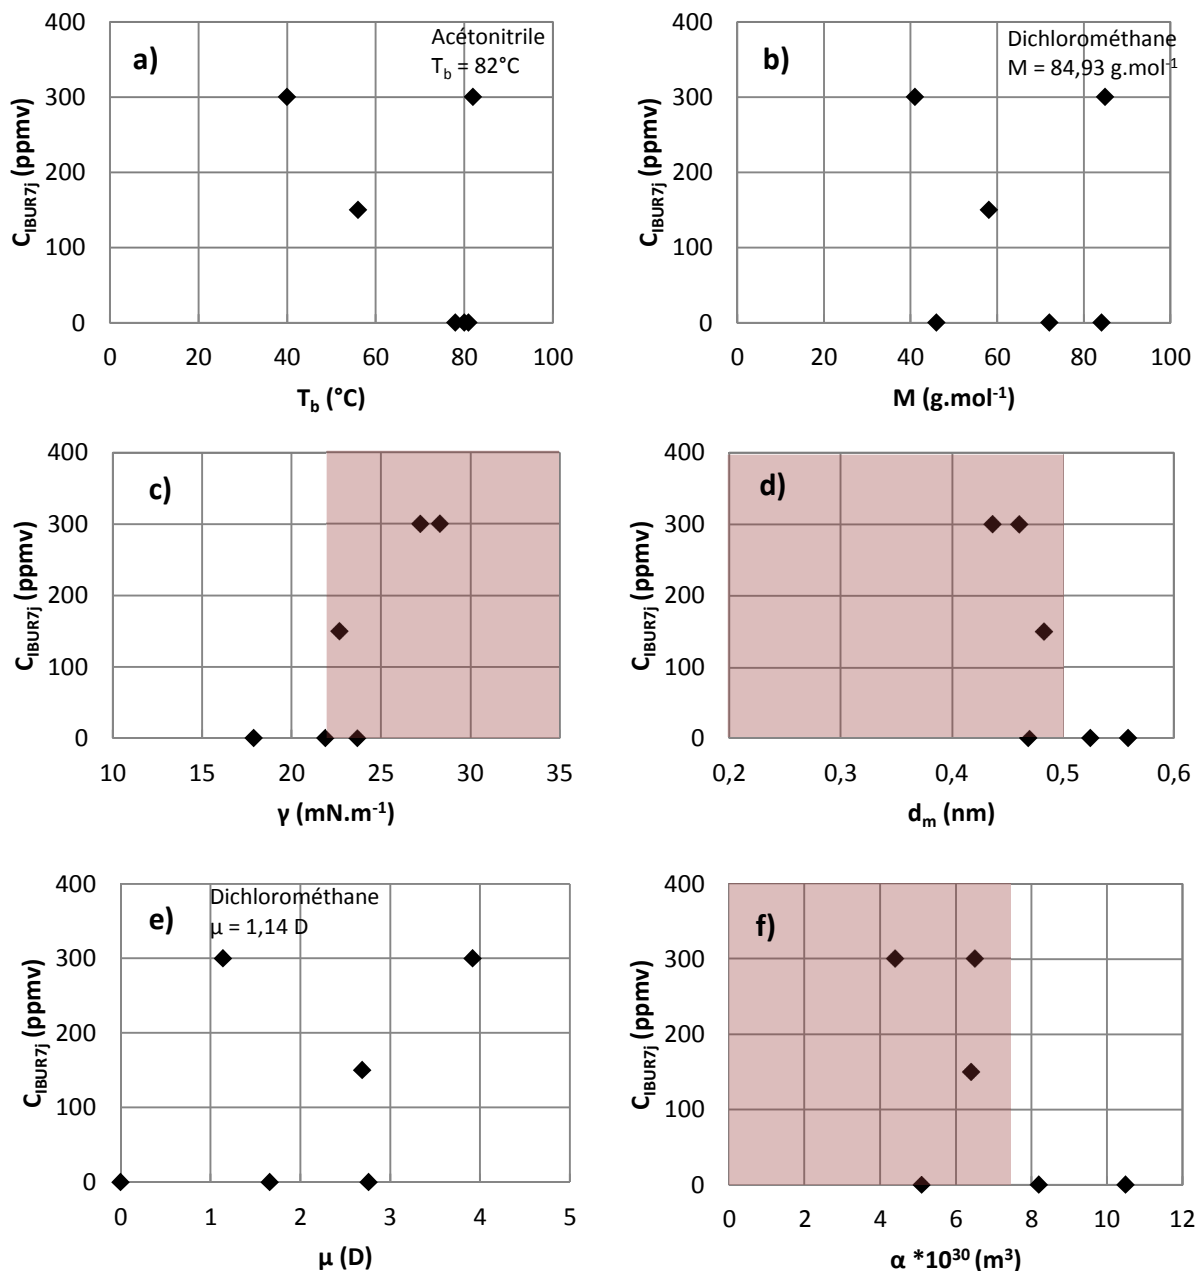 a)
Acétonitrile
T_b = 82°C
C_IBUR7j (ppmv)
400
300
200
100
0
0 20 40 60 80 100
T_b (°C)
b)
Dichlorométhane
M = 84,93 g.mol⁻¹
C_IBUR7j (ppmv)
400
300
200
100
0
0 20 40 60 80 100
M (g.mol⁻¹)
c)
C_IBUR7j (ppmv)
400
300
200
100
0
10 15 20 25 30 35
γ (mN.m⁻¹)
d)
C_IBUR7j (ppmv)
400
300
200
100
0
0,2 0,3 0,4 0,5 0,6
d_m (nm)
e)
Dichlorométhane
μ = 1,14 D
C_IBUR7j (ppmv)
400
300
200
100
0
0 1 2 3 4 5
μ (D)
f)
C_IBUR7j (ppmv)
400
300
200
100
0
0 2 4 6 8 10 12
α *10³⁰ (m³)